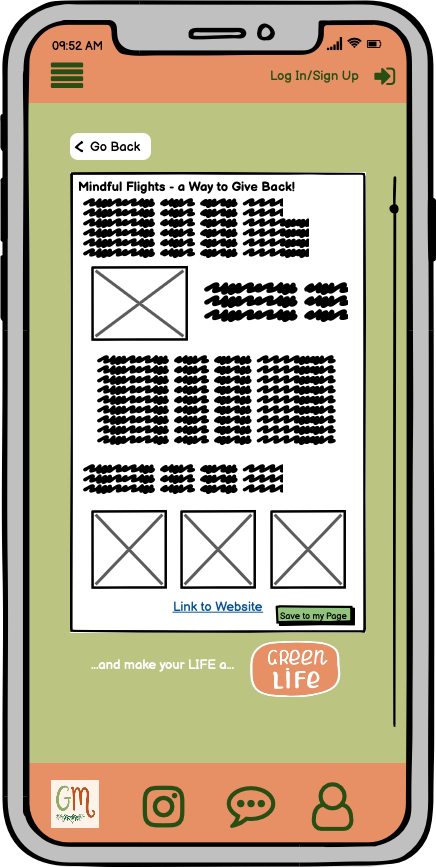 09:52 AM
Log In/Sign Up
Go Back
Mindful Flights - a Way to Give Back!
Link to Website
Save to my Page
...and make your LIFE a...
GReen
LiFe
GM